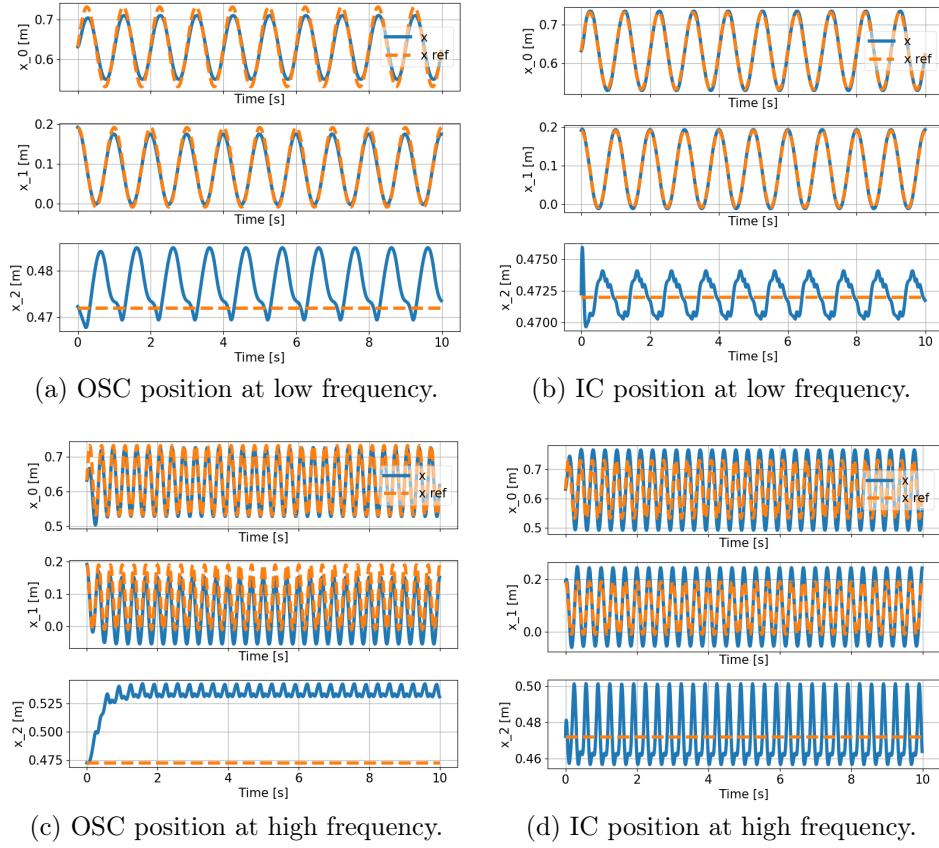 0.7
0.6
x_0 [m]
x
x ref
Time [s]
0.2
0.1
0.0
x_1 [m]
Time [s]
0.48
0.47
x_2 [m]
0 2 4 6 8 10
Time [s]
(a) OSC position at low frequency.
0.7
0.6
x_0 [m]
x
x ref
Time [s]
0.2
0.1
0.0
x_1 [m]
Time [s]
0.4750
0.4725
0.4700
x_2 [m]
0 2 4 6 8 10
Time [s]
(b) IC position at low frequency.
0.7
0.6
0.5
x_0 [m]
x
x ref
Time [s]
0.2
0.1
0.0
x_1 [m]
Time [s]
0.525
0.500
0.475
x_2 [m]
0 2 4 6 8 10
Time [s]
(c) OSC position at high frequency.
0.7
0.6
0.5
x_0 [m]
x
x ref
Time [s]
0.2
0.0
x_1 [m]
Time [s]
0.50
0.48
0.46
x_2 [m]
0 2 4 6 8 10
Time [s]
(d) IC position at high frequency.